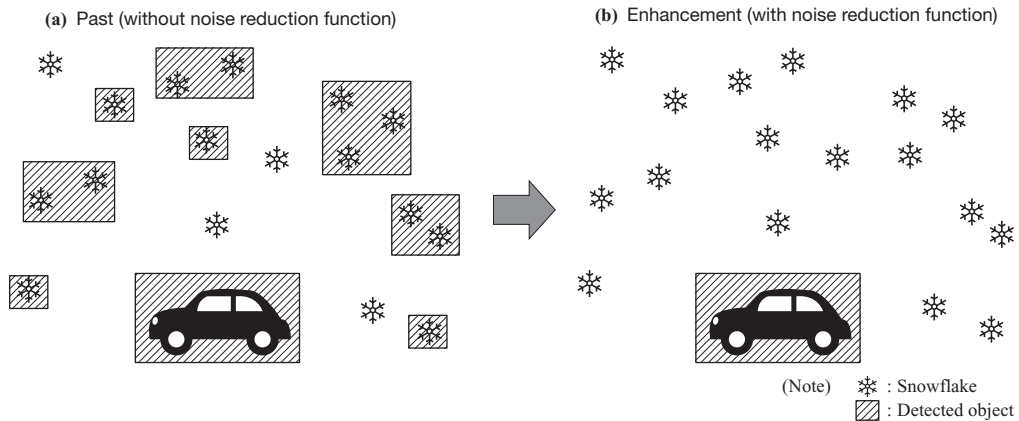 (a) Past (without noise reduction function)
(b) Enhancement (with noise reduction function)
(Note)
: Snowflake
: Detected object